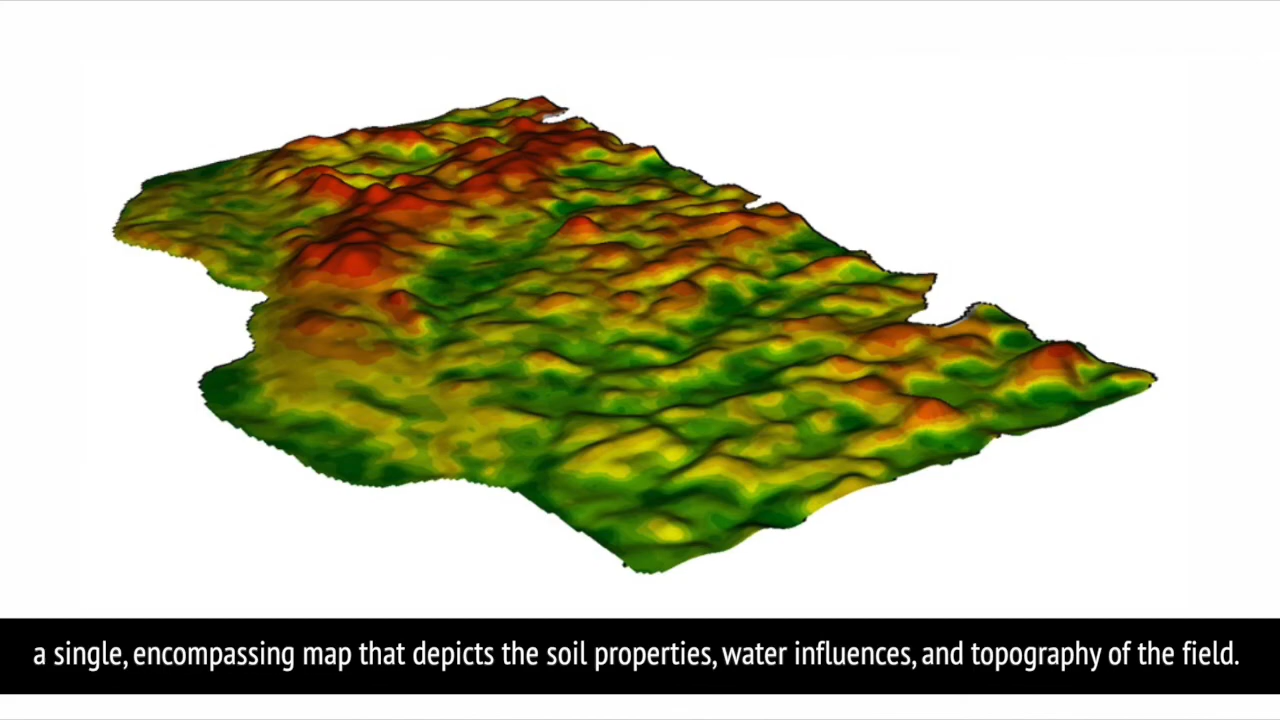 a single, encompassing map that depicts the soil properties, water influences, and topography of the field.